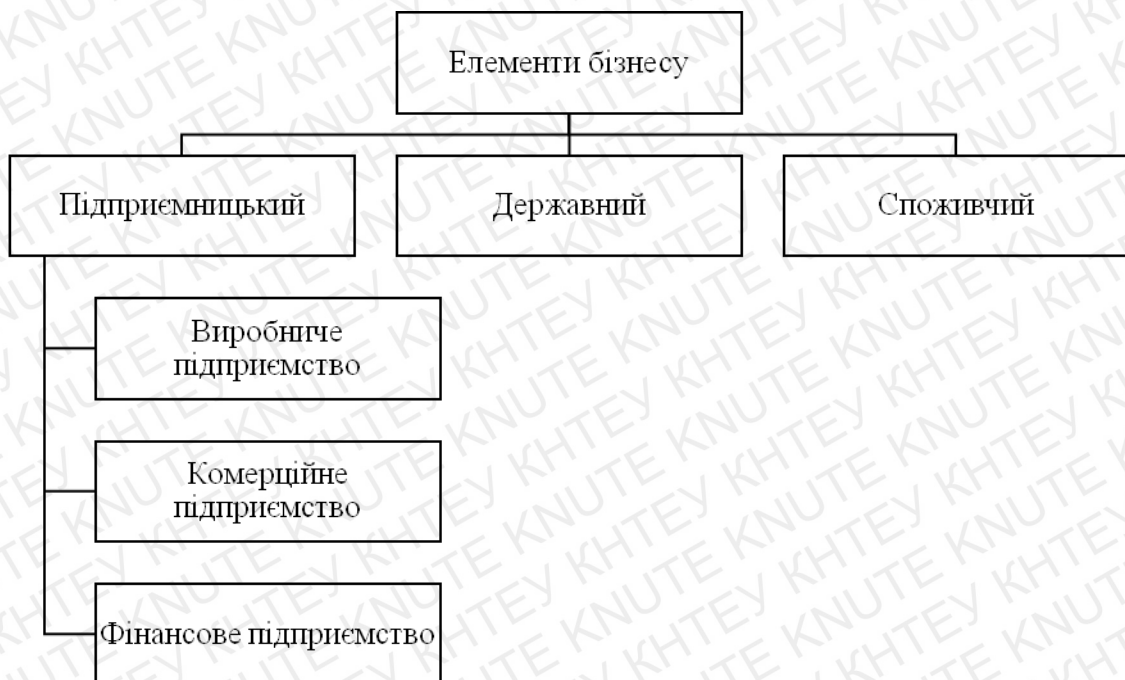 Елементи бізнесу
Підприємницький
Державний
Споживчий
Виробниче
підприємство
Комерційне
підприємство
Фінансове підприємство